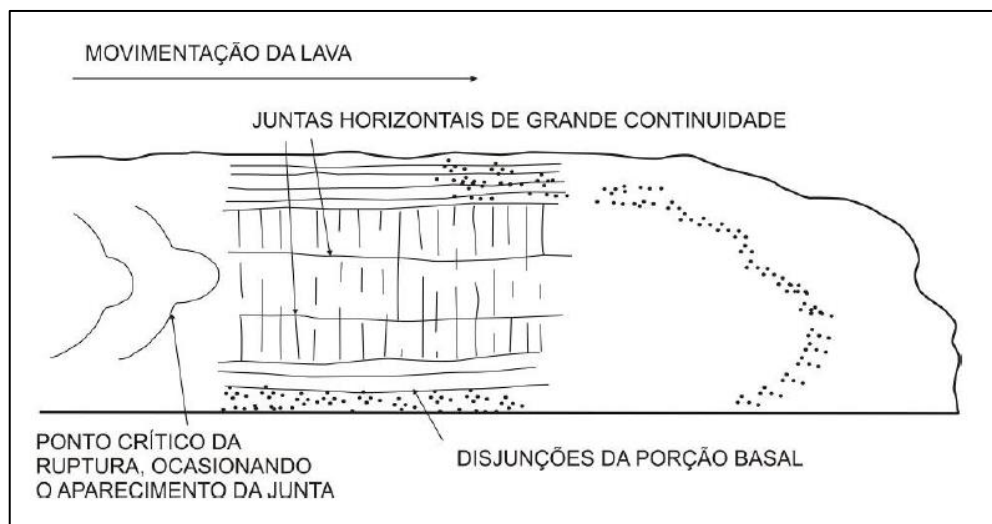 MOVIMENTAÇÃO DA LAVA
JUNTAS HORIZONTAIS DE GRANDE CONTINUIDADE
PONTO CRÍTICO DA
RUPTURA, OCASIONANDO
O APARECIMENTO DA JUNTA
DISJUNÇÕES DA PORÇÃO BASAL